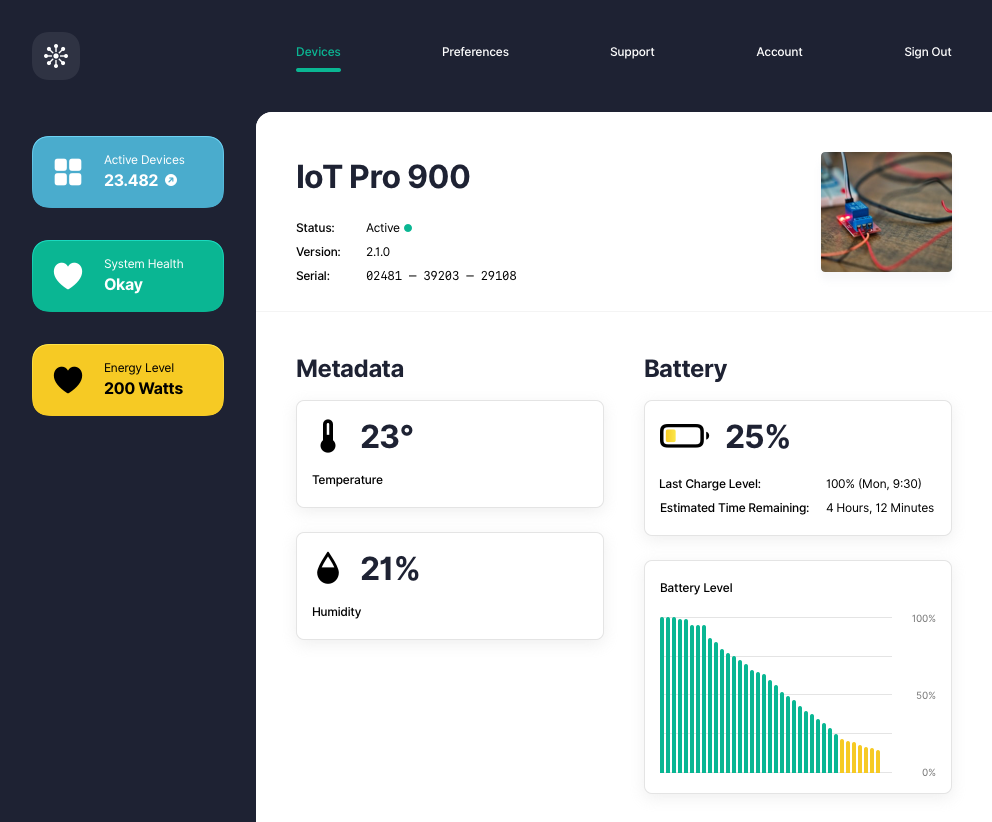 Devices
Preferences
Support
Account
Sign Out
Active Devices
23.482
System Health
Okay
Energy Level
200 Watts
IoT Pro 900
Status: Active
Version: 2.1.0
Serial: 02481 — 39203 — 29108
Metadata
23°
Temperature
21%
Humidity
Battery
25%
Last Charge Level: 100% (Mon, 9:30)
Estimated Time Remaining: 4 Hours, 12 Minutes
Battery Level
100%
50%
0%